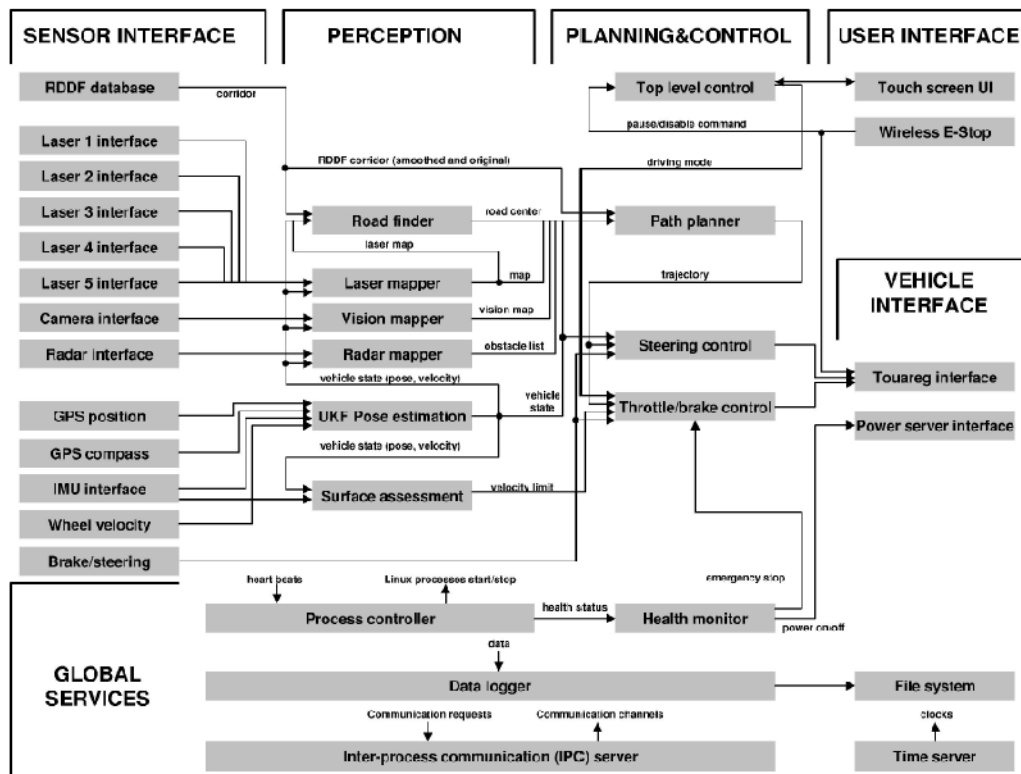 SENSOR INTERFACE
PERCEPTION
PLANNING&CONTROL
USER INTERFACE
RDDF database
corridor
Top level control
Touch screen UI
pause/disable command
Wireless E-Stop
Laser 1 interface
RDDF corridor (smoothed and original)
driving mode
Laser 2 interface
Laser 3 interface
Road finder
road center
Path planner
Laser 4 interface
laser map
Laser 5 interface
Laser mapper
map
trajectory
VEHICLE
INTERFACE
Camera interface
Vision mapper
vision map
Radar interface
Radar mapper
obstacle list
Steering control
vehicle state (pose, velocity)
Touareg interface
vehicle
state
GPS position
UKF Pose estimation
Throttle/brake control
Power server interface
GPS compass
vehicle state (pose, velocity)
IMU interface
Surface assessment
velocity limit
Wheel velocity
Brake/steering
heart beats
Linux processes start/stop
emergency stop
health status
Process controller
Health monitor
power on/off
data
GLOBAL
SERVICES
Data logger
File system
Communication requests
Communication channels
clocks
Inter-process communication (IPC) server
Time server